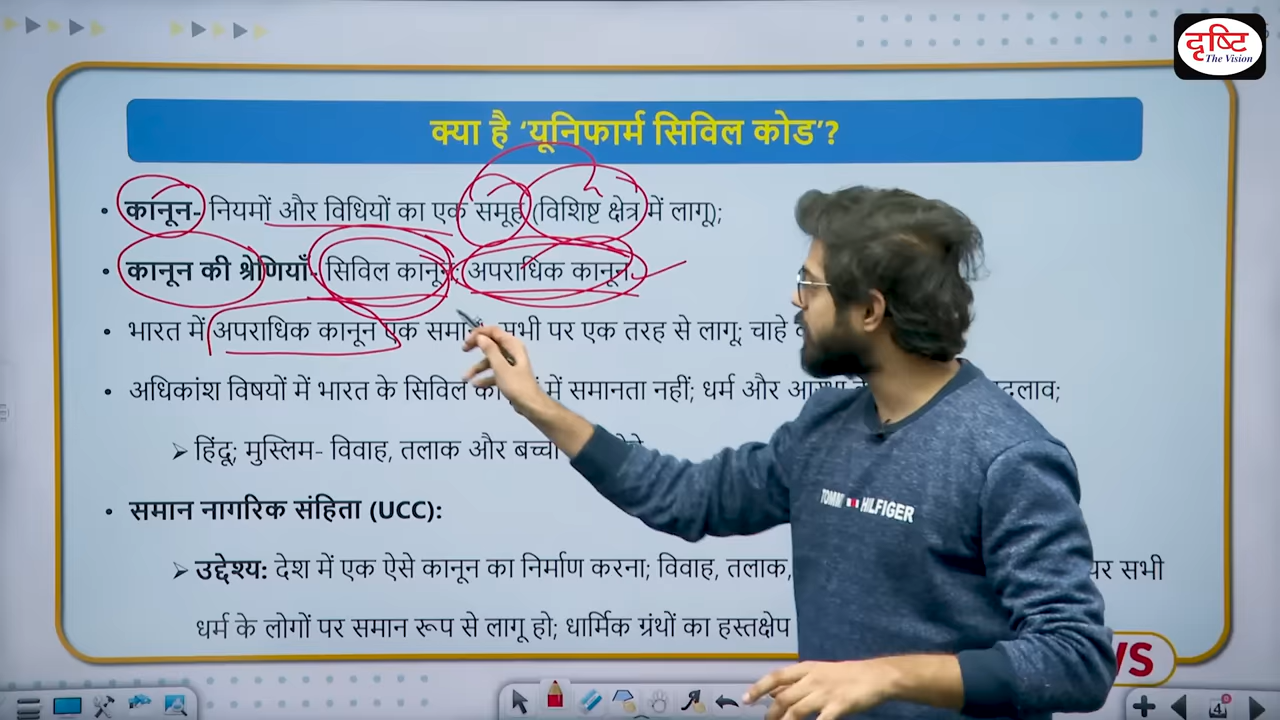 दृष्टि
The Vision
क्या है ‘यूनिफार्म सिविल कोड’?
• कानून- नियमों और विधियों का एक समूह (विशिष्ट क्षेत्र में लागू);
• कानून की श्रेणियाँ- सिविल कानून; अपराधिक कानून
• भारत में अपराधिक कानून एक समान; सभी पर एक तरह से लागू; चाहे
• अधिकांश विषयों में भारत के सिविल में समानता नहीं; धर्म और
➢ हिंदू; मुस्लिम- विवाह, तलाक और
• समान नागरिक संहिता (UCC):
➢ उद्देश्य: देश में एक ऐसे कानून का निर्माण करना; विवाह, तलाक, पर सभी
धर्म के लोगों पर समान रूप से लागू हो; धार्मिक ग्रंथों का हस्तक्षेप
TOMMY HILFIGER
4